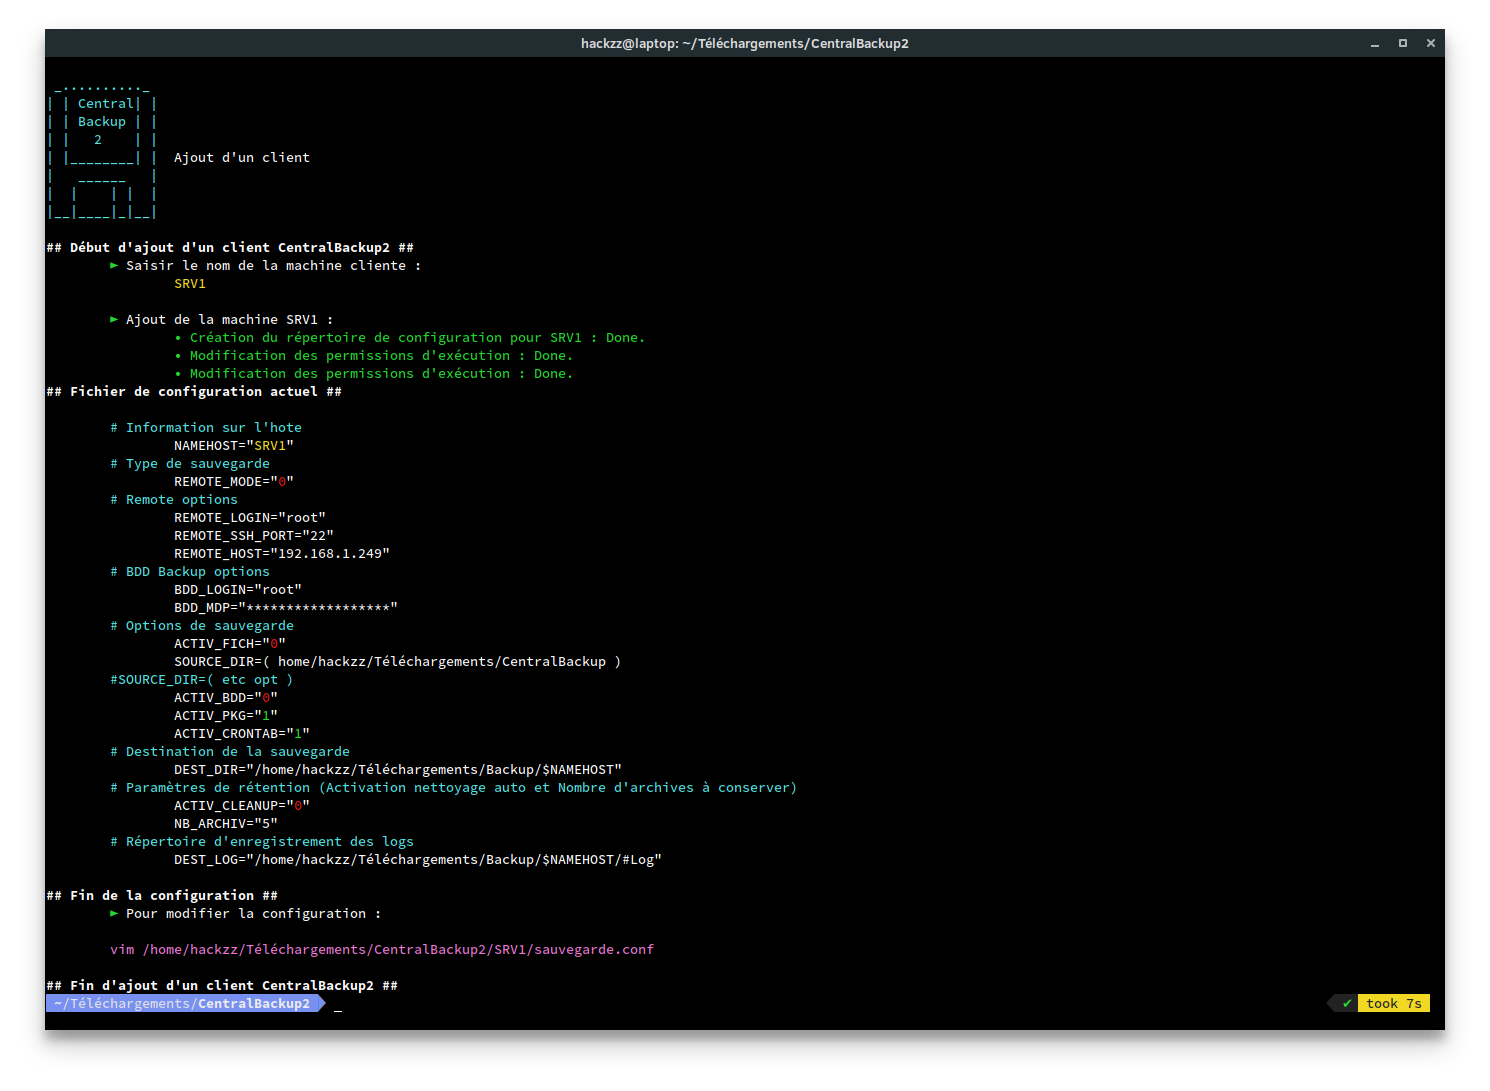 hackzz@laptop: ~/Téléchargements/CentralBackup2
 _.........._
| | Central| |
| | Backup | |
| |   2    | |
| |________| |  Ajout d'un client
|   ______   |
|  |    | |  |
|__|____|_|__|
## Début d'ajout d'un client CentralBackup2 ##
► Saisir le nom de la machine cliente :
SRV1
► Ajout de la machine SRV1 :
• Création du répertoire de configuration pour SRV1 : Done.
• Modification des permissions d'exécution : Done.
• Modification des permissions d'exécution : Done.
## Fichier de configuration actuel ##
# Information sur l'hote
NAMEHOST="SRV1"
# Type de sauvegarde
REMOTE_MODE="0"
# Remote options
REMOTE_LOGIN="root"
REMOTE_SSH_PORT="22"
REMOTE_HOST="192.168.1.249"
# BDD Backup options
BDD_LOGIN="root"
BDD_MDP="******************"
# Options de sauvegarde
ACTIV_FICH="0"
SOURCE_DIR=( home/hackzz/Téléchargements/CentralBackup )
#SOURCE_DIR=( etc opt )
ACTIV_BDD="0"
ACTIV_PKG="1"
ACTIV_CRONTAB="1"
# Destination de la sauvegarde
DEST_DIR="/home/hackzz/Téléchargements/Backup/$NAMEHOST"
# Paramètres de rétention (Activation nettoyage auto et Nombre d'archives à conserver)
ACTIV_CLEANUP="0"
NB_ARCHIV="5"
# Répertoire d'enregistrement des logs
DEST_LOG="/home/hackzz/Téléchargements/Backup/$NAMEHOST/#Log"
## Fin de la configuration ##
► Pour modifier la configuration :
vim /home/hackzz/Téléchargements/CentralBackup2/SRV1/sauvegarde.conf
## Fin d'ajout d'un client CentralBackup2 ##
~/Téléchargements/CentralBackup2 _ ✔ took 7s